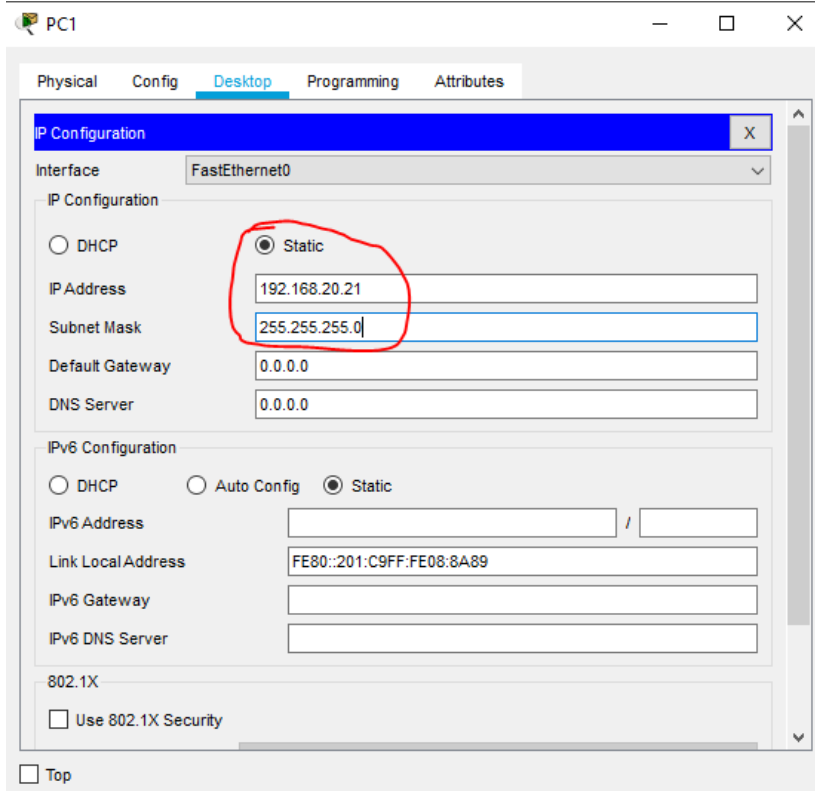 PC1
Physical Config Desktop Programming Attributes
IP Configuration X
Interface FastEthernet0
IP Configuration
DHCP Static
IP Address 192.168.20.21
Subnet Mask 255.255.255.0
Default Gateway 0.0.0.0
DNS Server 0.0.0.0
IPv6 Configuration
DHCP Auto Config Static
IPv6 Address /
Link Local Address FE80::201:C9FF:FE08:8A89
IPv6 Gateway
IPv6 DNS Server
802.1X
Use 802.1X Security
Top